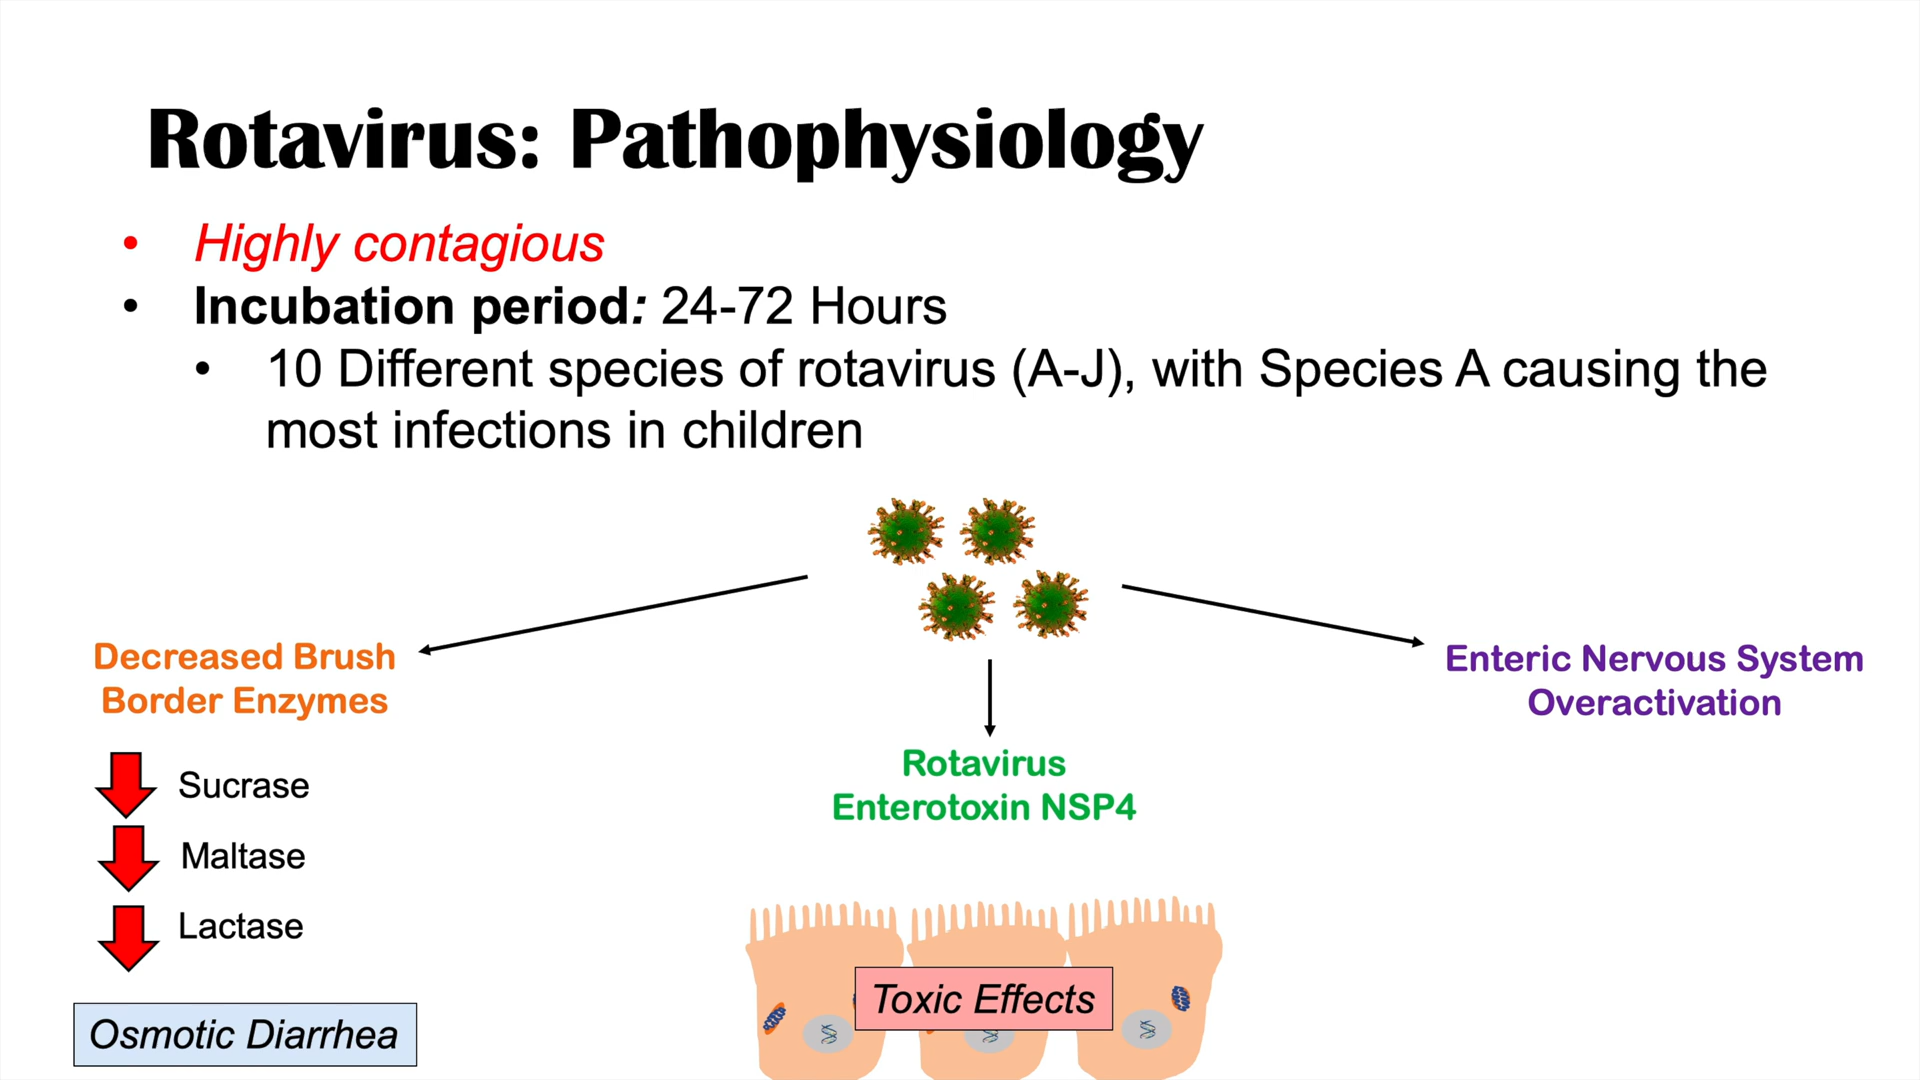 Rotavirus: Pathophysiology
• Highly contagious
• Incubation period: 24-72 Hours
• 10 Different species of rotavirus (A-J), with Species A causing the
most infections in children
Decreased Brush
Border Enzymes
Sucrase
Maltase
Lactase
Osmotic Diarrhea
Rotavirus
Enterotoxin NSP4
Toxic Effects
Enteric Nervous System
Overactivation